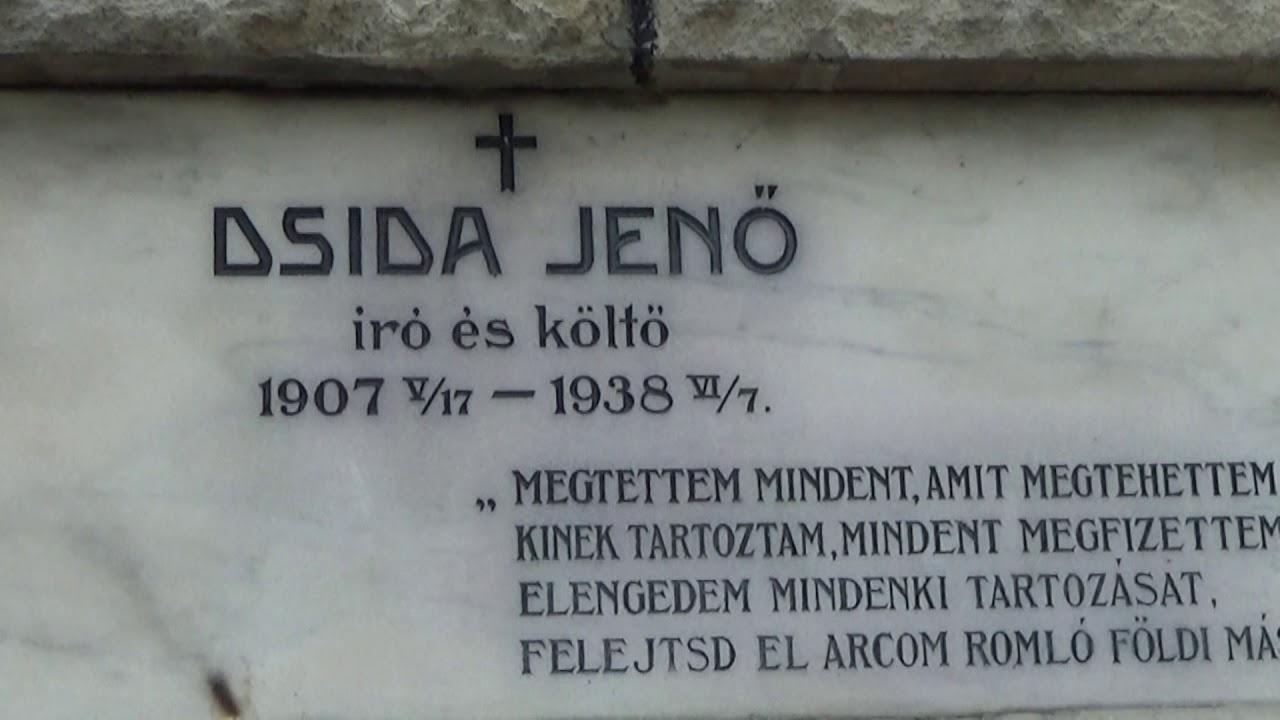 DSIDA JENŐ
iró és költö
1907 V/17 — 1938 VI/7.
„MEGTETTEM MINDENT, AMIT MEGTEHETTEM
KINEK TARTOZTAM, MINDENT MEGFIZETTEM
ELENGEDEM MINDENKI TARTOZÁSÁT,
FELEJTSD EL ARCOM ROMLÓ FÖLDI